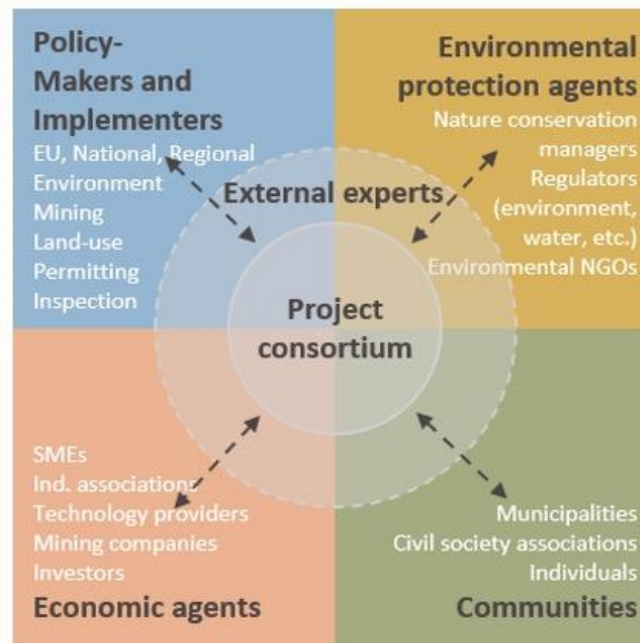 Policy-
Makers and
Implementers
EU, National, Regional
Environment
Mining
Land-use
Permitting
Inspection
Environmental
protection agents
Nature conservation
managers
Regulators
(environment,
water, etc.)
Environmental NGOs
External experts
Project
consortium
SMEs
Ind. associations
Technology providers
Mining companies
Investors
Economic agents
Municipalities
Civil society associations
Individuals
Communities